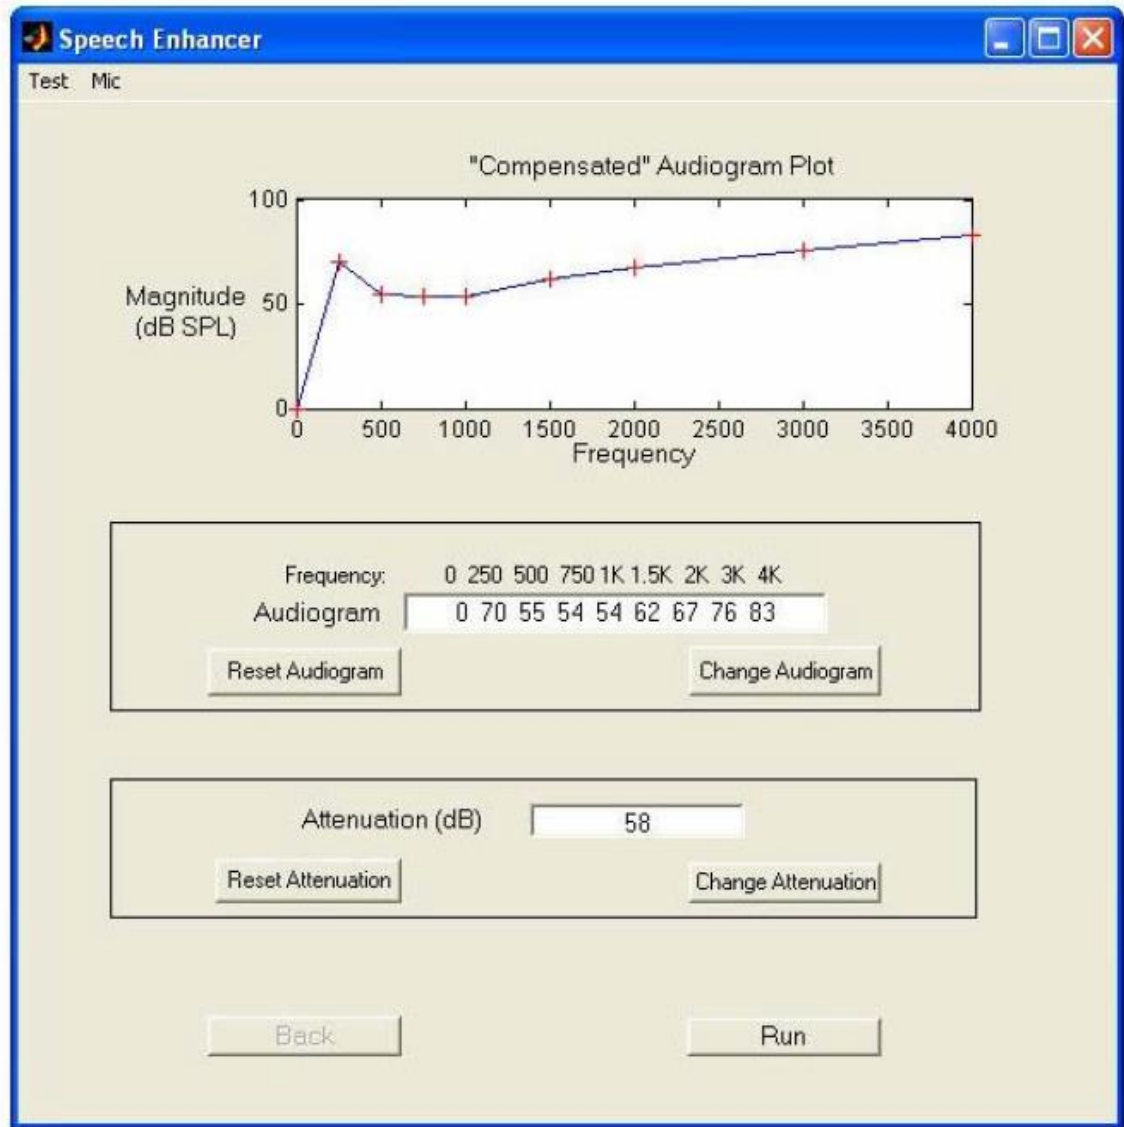 Speech Enhancer
Test Mic
"Compensated" Audiogram Plot
100
Magnitude
(dB SPL)
50
0
0 500 1000 1500 2000 2500 3000 3500 4000
Frequency
Frequency: 0 250 500 750 1K 1.5K 2K 3K 4K
Audiogram 0 70 55 54 54 62 67 76 83
Reset Audiogram Change Audiogram
Attenuation (dB) 58
Reset Attenuation Change Attenuation
Back Run